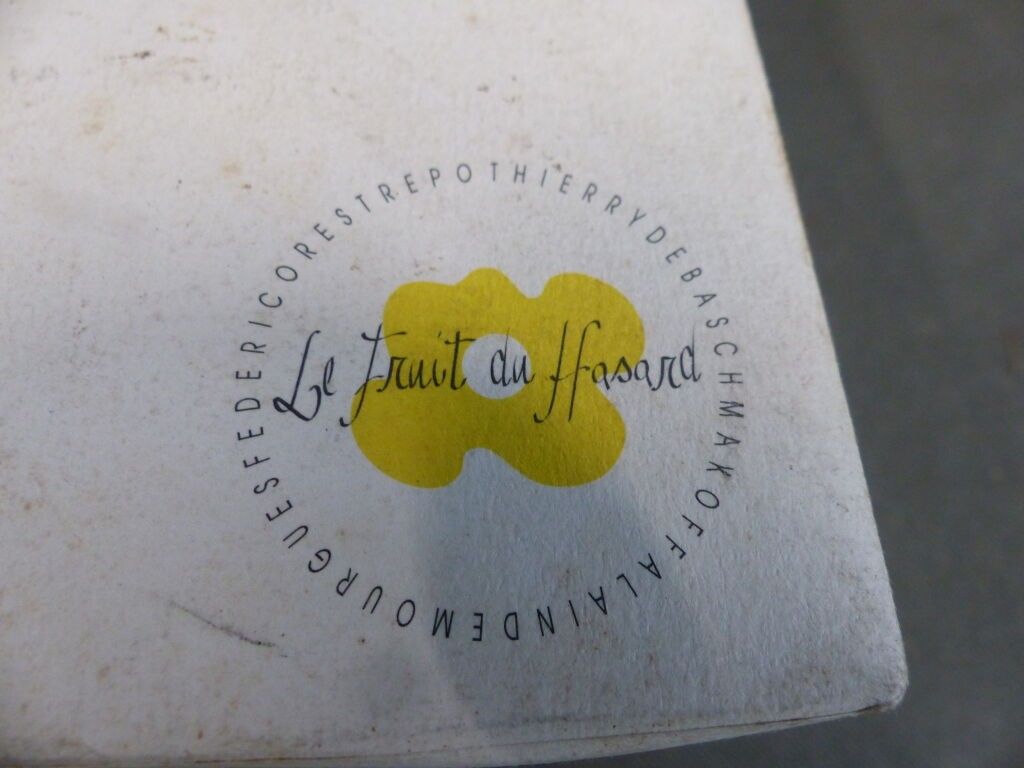 Le fruit du Hasard
FEDERICORESTREPOTHIERRYDEBASCHMAKOFFALAINDEMOURGUES